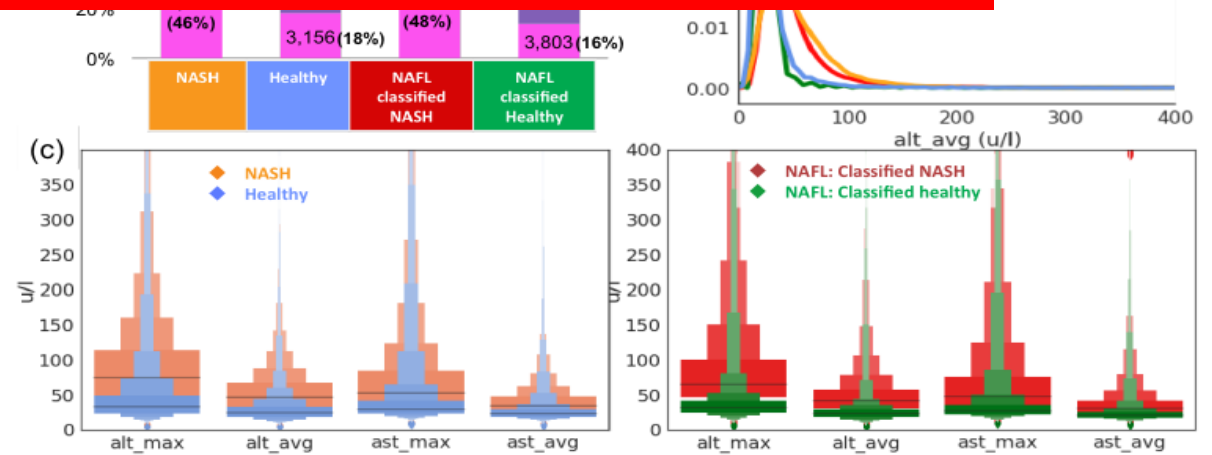 20%
(46%)
(48%)
3,156 (18%)
3,803 (16%)
0%
NASH
Healthy
NAFL
classified
NASH
NAFL
classified
Healthy
0.01
0.00
0
100
200
300
400
alt_avg (u/l)
(c)
NASH
Healthy
350
300
250
200
150
100
50
0
u/l
alt_max
alt_avg
ast_max
ast_avg
NAFL: Classified NASH
NAFL: Classified healthy
400
350
300
250
200
150
100
50
0
u/l
alt_max
alt_avg
ast_max
ast_avg